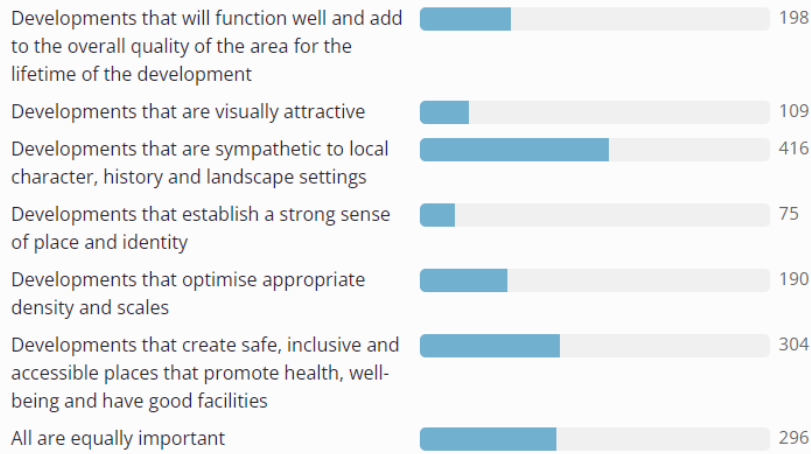 Developments that will function well and add 198
to the overall quality of the area for the
lifetime of the development
Developments that are visually attractive 109
Developments that are sympathetic to local 416
character, history and landscape settings
Developments that establish a strong sense 75
of place and identity
Developments that optimise appropriate 190
density and scales
Developments that create safe, inclusive and 304
accessible places that promote health, well-
being and have good facilities
All are equally important 296